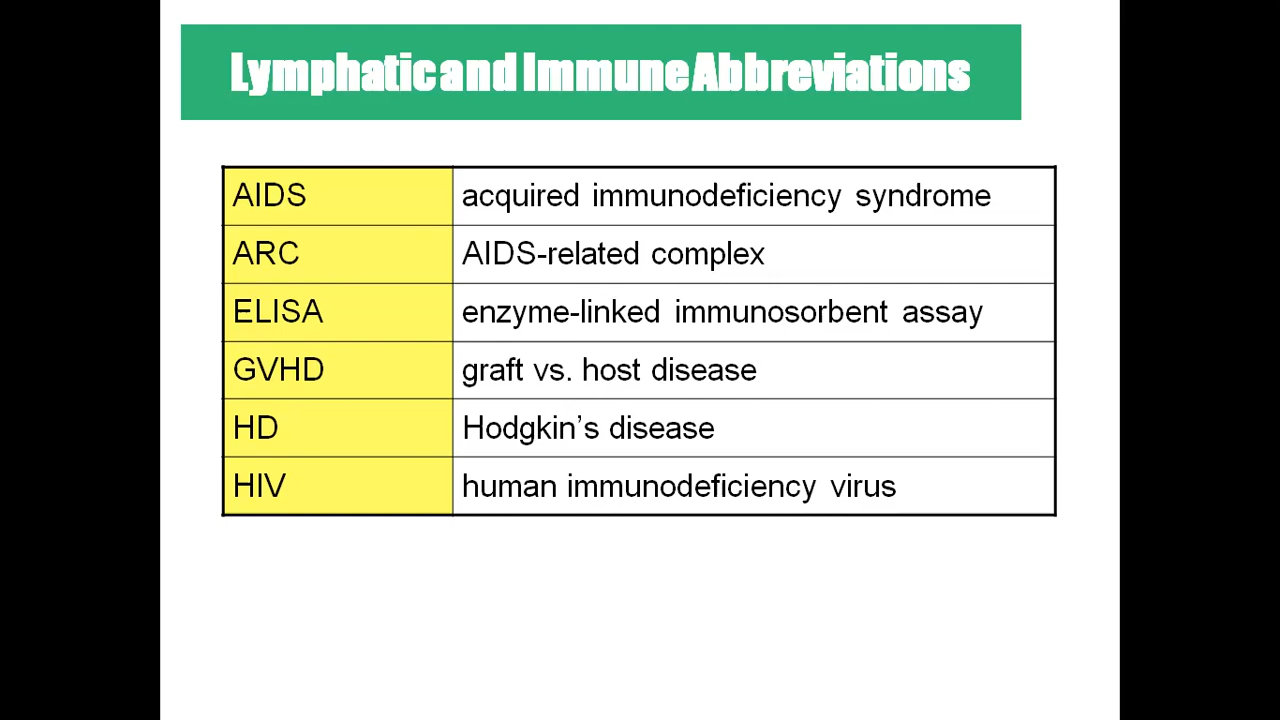 Lymphatic and Immune Abbreviations
AIDS acquired immunodeficiency syndrome
ARC AIDS-related complex
ELISA enzyme-linked immunosorbent assay
GVHD graft vs. host disease
HD Hodgkin’s disease
HIV human immunodeficiency virus